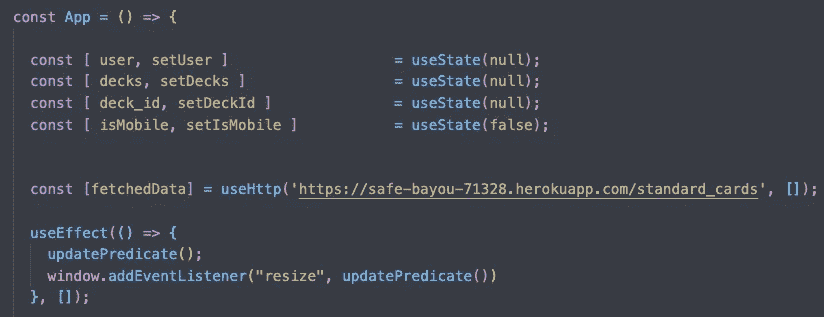 const App = () => {
const [ user, setUser ] = useState(null);
const [ decks, setDecks ] = useState(null);
const [ deck_id, setDeckId ] = useState(null);
const [ isMobile, setIsMobile ] = useState(false);
const [fetchedData] = useHttp('https://safe-bayou-71328.herokuapp.com/standard_cards', []);
useEffect(() => {
updatePredicate();
window.addEventListener("resize", updatePredicate())
}, []);